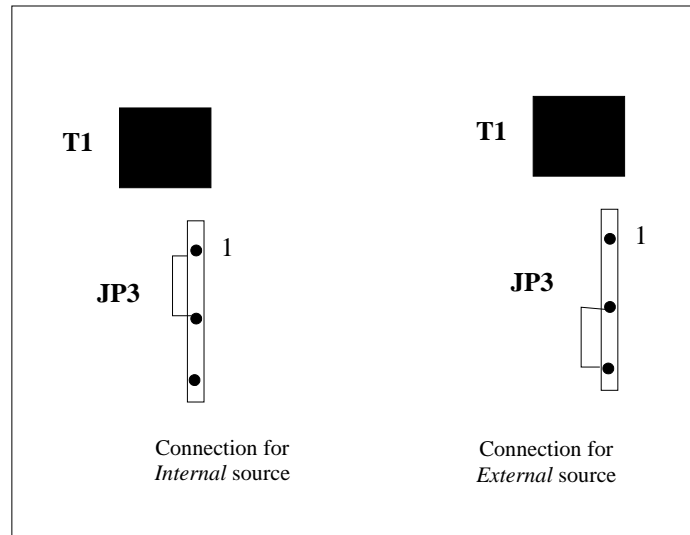 T1
1
JP3
Connection for
Internal source
T1
1
JP3
Connection for
External source